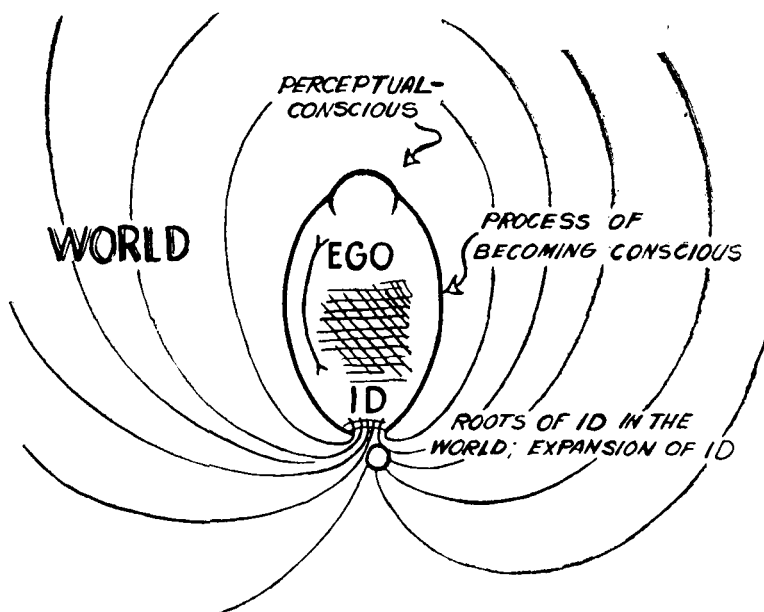 PERCEPTUAL-
CONSCIOUS
WORLD
EGO
PROCESS OF
BECOMING CONSCIOUS
ID
ROOTS OF ID IN THE
WORLD; EXPANSION OF ID